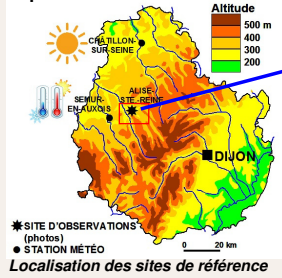 Altitude
500 m
400
300
200
CHÂTILLON-
SUR-SEINE
ALISE-
STE-REINE
SEMUR-
EN-AUXOIS
DIJON
SITE D'OBSERVATIONS
(photos)
STATION MÉTÉO
0 20 km
Localisation des sites de référence